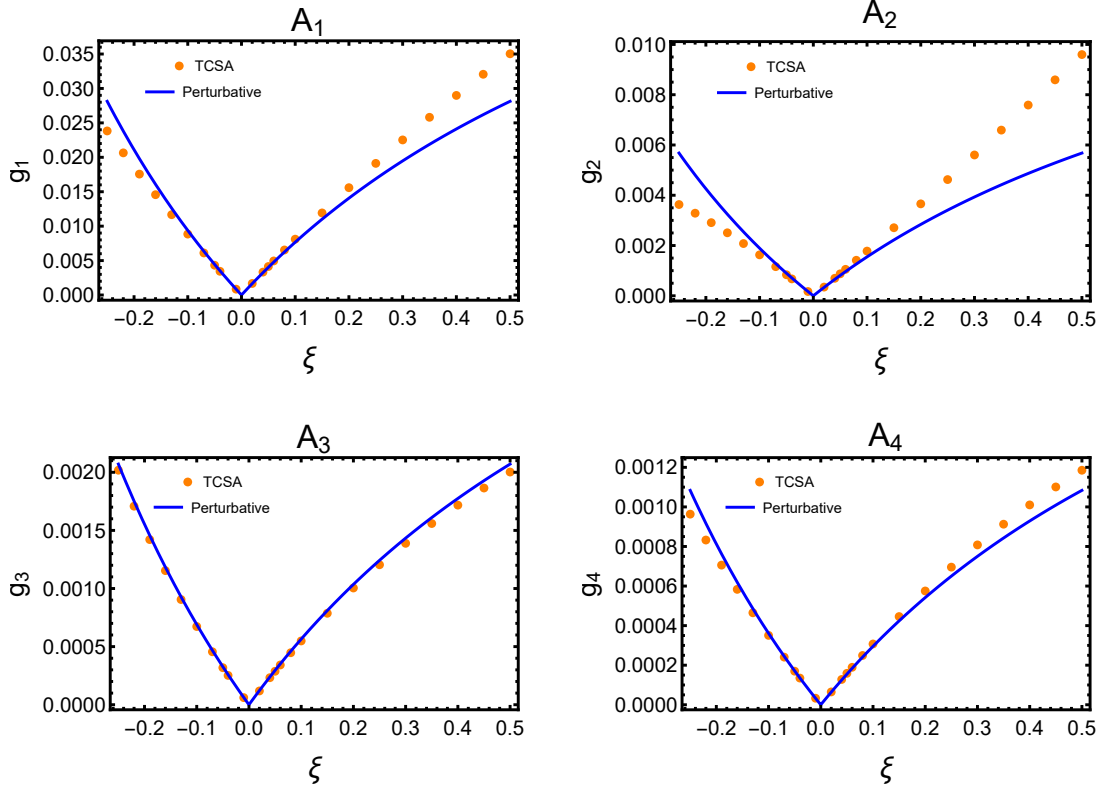 A1
g1
0.035
0.030
0.025
0.020
0.015
0.010
0.005
0.000
TCSA
Perturbative
−0.2 −0.1 0.0 0.1 0.2 0.3 0.4 0.5
ξ
A2
g2
0.010
0.008
0.006
0.004
0.002
0.000
TCSA
Perturbative
−0.2 −0.1 0.0 0.1 0.2 0.3 0.4 0.5
ξ
A3
g3
0.0020
0.0015
0.0010
0.0005
0.0000
TCSA
Perturbative
−0.2 −0.1 0.0 0.1 0.2 0.3 0.4 0.5
ξ
A4
g4
0.0012
0.0010
0.0008
0.0006
0.0004
0.0002
0.0000
TCSA
Perturbative
−0.2 −0.1 0.0 0.1 0.2 0.3 0.4 0.5
ξ